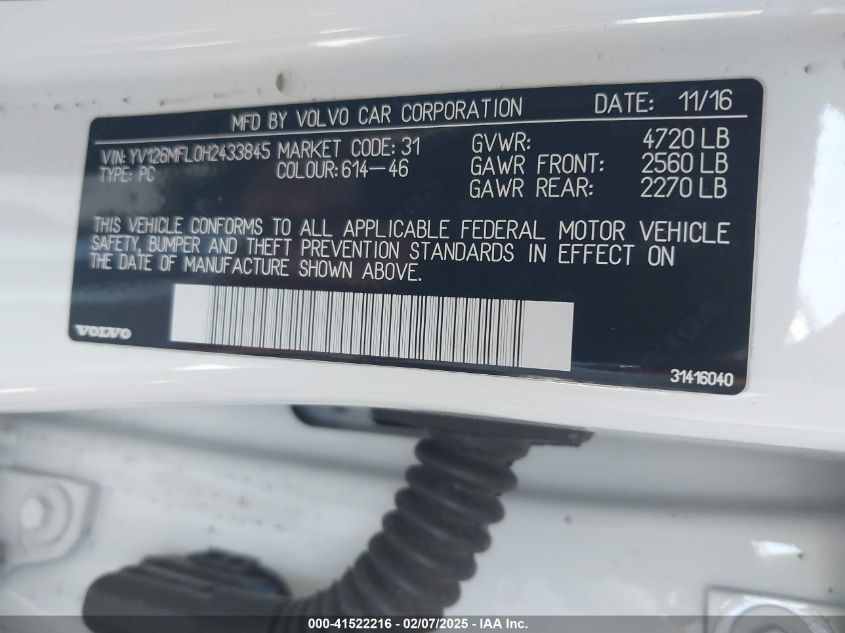 MFD BY VOLVO CAR CORPORATION DATE: 11/16
VIN: YV126MFL0H2433845 MARKET CODE: 31 GVWR: 4720 LB
TYPE: PC COLOUR: 614-46 GAWR FRONT: 2560 LB
GAWR REAR: 2270 LB
THIS VEHICLE CONFORMS TO ALL APPLICABLE FEDERAL MOTOR VEHICLE
SAFETY, BUMPER AND THEFT PREVENTION STANDARDS IN EFFECT ON
THE DATE OF MANUFACTURE SHOWN ABOVE.
VOLVO
31416040
000-41522216 - 02/07/2025 - IAA Inc.